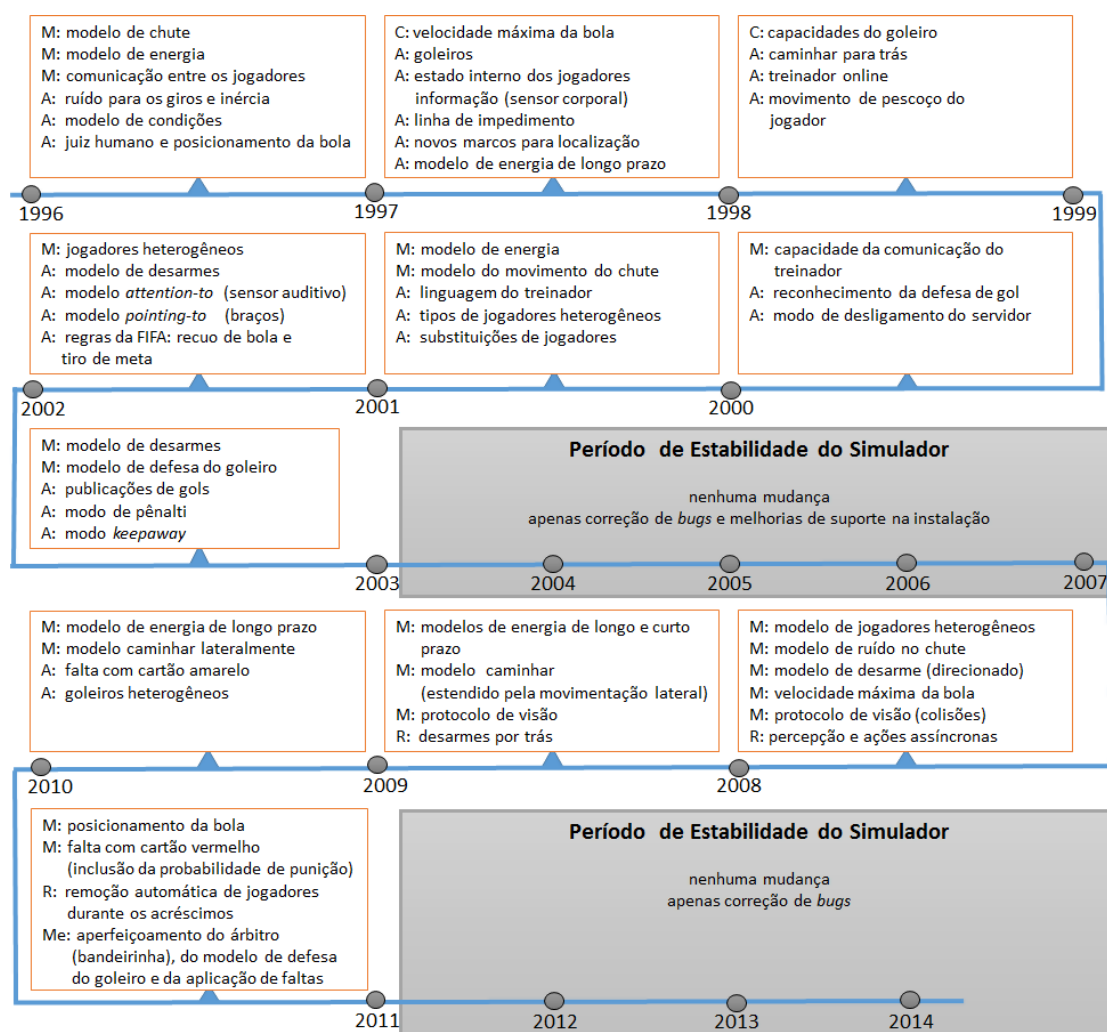 M: modelo de chute
M: modelo de energia
M: comunicação entre os jogadores
A: ruído para os giros e inércia
A: modelo de condições
A: juiz humano e posicionamento da bola
C: velocidade máxima da bola
A: goleiros
A: estado interno dos jogadores
informação (sensor corporal)
A: linha de impedimento
A: novos marcos para localização
A: modelo de energia de longo prazo
C: capacidades do goleiro
A: caminhar para trás
A: treinador online
A: movimento de pescoço do
jogador
1996
1997
1998
1999
M: jogadores heterogêneos
A: modelo de desarmes
A: modelo attention-to (sensor auditivo)
A: modelo pointing-to (braços)
A: regras da FIFA: recuo de bola e
tiro de meta
M: modelo de energia
M: modelo do movimento do chute
A: linguagem do treinador
A: tipos de jogadores heterogêneos
A: substituições de jogadores
M: capacidade da comunicação do
treinador
A: reconhecimento da defesa de gol
A: modo de desligamento do servidor
2002
2001
2000
M: modelo de desarmes
M: modelo de defesa do goleiro
A: publicações de gols
A: modo de pênalti
A: modo keepaway
Período de Estabilidade do Simulador
nenhuma mudança
apenas correção de bugs e melhorias de suporte na instalação
2003
2004
2005
2006
2007
M: modelo de energia de longo prazo
M: modelo caminhar lateralmente
A: falta com cartão amarelo
A: goleiros heterogêneos
M: modelos de energia de longo e curto
prazo
M: modelo caminhar
(estendido pela movimentação lateral)
M: protocolo de visão
R: desarmes por trás
M: modelo de jogadores heterogêneos
M: modelo de ruído no chute
M: modelo de desarme (direcionado)
M: velocidade máxima da bola
M: protocolo de visão (colisões)
R: percepção e ações assíncronas
2010
2009
2008
M: posicionamento da bola
M: falta com cartão vermelho
(inclusão da probabilidade de punição)
R: remoção automática de jogadores
durante os acréscimos
Me: aperfeiçoamento do árbitro
(bandeirinha), do modelo de defesa
do goleiro e da aplicação de faltas
Período de Estabilidade do Simulador
nenhuma mudança
apenas correção de bugs
2011
2012
2013
2014